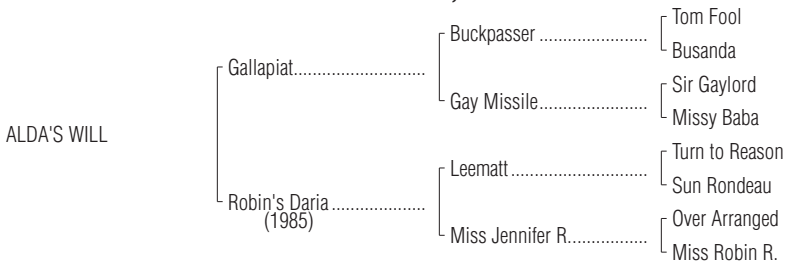 Tom Fool
Buckpasser ........................
Busanda
Gallapiat.............................
Sir Gaylord
Gay Missile........................
Missy Baba
ALDA'S WILL
Turn to Reason
Leematt ..............................
Sun Rondeau
Robin's Daria .....................
(1985)
Over Arranged
Miss Jennifer R..................
Miss Robin R.